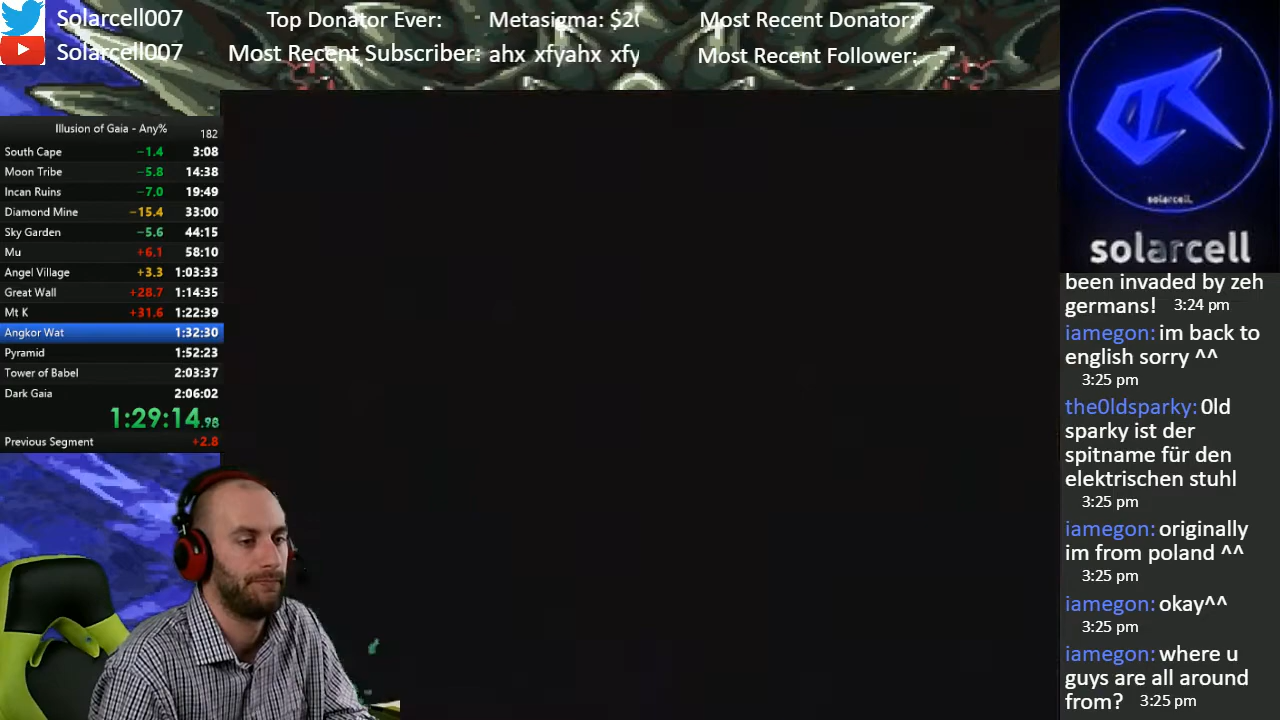 Solarcell007
Solarcell007
Top Donator Ever:
Metasigma: $20
Most Recent Donator:
Most Recent Subscriber:
ahx xfyahx xfy
Most Recent Follower:
Illusion of Gaia - Any%
182
South Cape −1.4 3:08
Moon Tribe −5.8 14:38
Incan Ruins −7.0 19:49
Diamond Mine −15.4 33:00
Sky Garden −5.6 44:15
Mu +6.1 58:10
Angel Village +3.3 1:03:33
Great Wall +28.7 1:14:35
Mt K +31.6 1:22:39
Angkor Wat 1:32:30
Pyramid 1:52:23
Tower of Babel 2:03:37
Dark Gaia 2:06:02
1:29:14.98
Previous Segment +2.8
solarcell
solarcell
been invaded by zeh
germans! 3:24 pm
iamegon: im back to
english sorry ^^
3:25 pm
the0ldsparky: 0ld
sparky ist der
spitname für den
elektrischen stuhl
3:25 pm
iamegon: originally
im from poland ^^
3:25 pm
iamegon: okay^^
3:25 pm
iamegon: where u
guys are all around
from? 3:25 pm